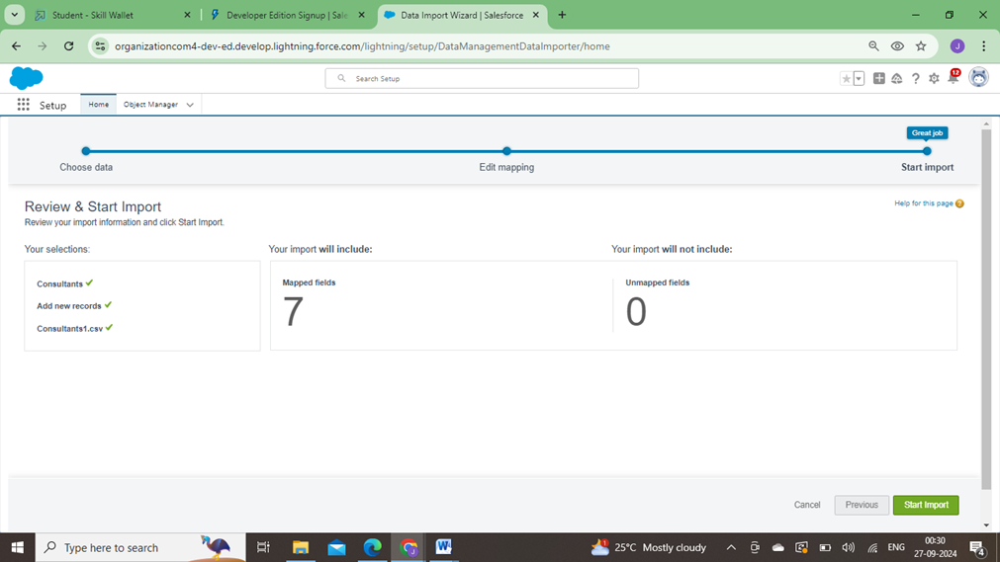 Student - Skill Wallet
Developer Edition Signup | Sale
Data Import Wizard | Salesforce
organizationcom4-dev-ed.develop.lightning.force.com/lightning/setup/DataManagementDataImporter/home
J
Search Setup
12
Setup
Home
Object Manager
Great job
Choose data
Edit mapping
Start import
Review & Start Import
Help for this page ?
Review your import information and click Start Import.
Your selections:
Your import will include:
Your import will not include:
Consultants
Add new records
Consultants1.csv
Mapped fields
7
Unmapped fields
0
Cancel
Previous
Start Import
Type here to search
25°C Mostly cloudy
ENG
00:30
27-09-2024
4